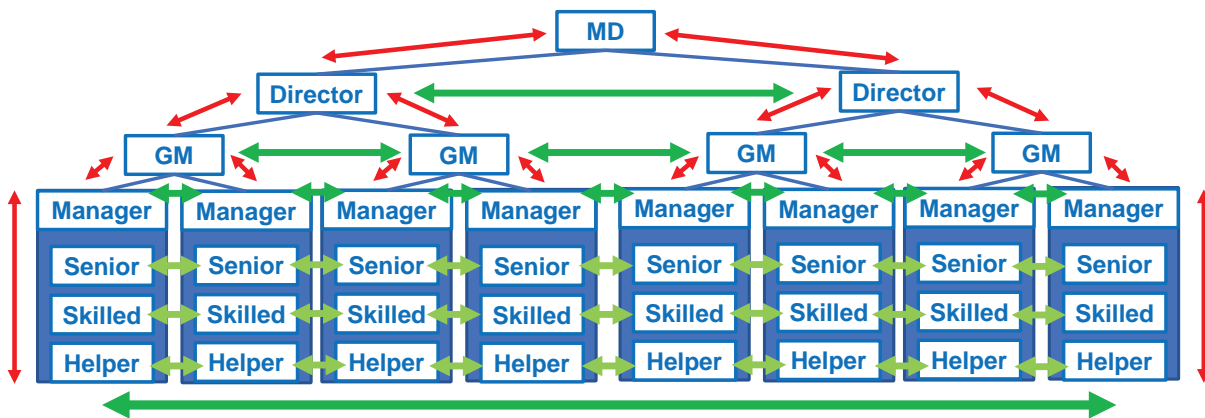 MD
Director Director
GM GM GM GM
Manager Manager Manager Manager Manager Manager Manager Manager
Senior Senior Senior Senior Senior Senior Senior Senior
Skilled Skilled Skilled Skilled Skilled Skilled Skilled Skilled
Helper Helper Helper Helper Helper Helper Helper Helper